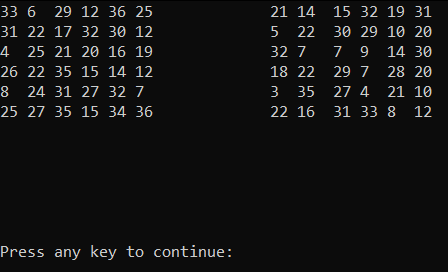 33 6  29 12 36 25             21 14  15 32 19 31
31 22 17 32 30 12             5  22  30 29 10 20
4  25 21 20 16 19             32 7   7  9  14 30
26 22 35 15 14 12             18 22  29 7  28 20
8  24 31 27 32 7              3  35  27 4  21 10
25 27 35 15 34 36             22 16  31 33 8  12
Press any key to continue: